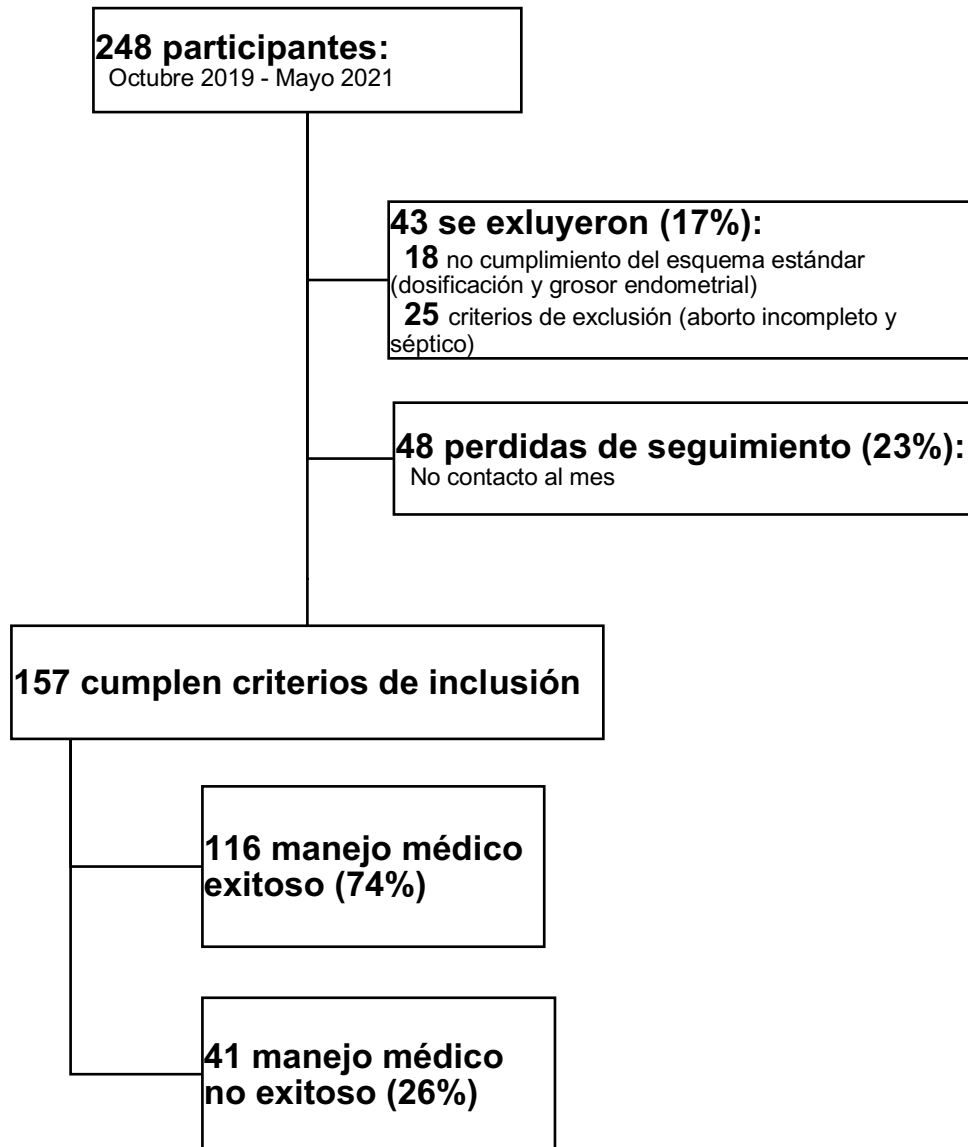 248 participantes:
Octubre 2019 - Mayo 2021
43 se exluyeron (17%):
18 no cumplimiento del esquema estándar
(dosificación y grosor endometrial)
25 criterios de exclusión (aborto incompleto y
séptico)
48 perdidas de seguimiento (23%):
No contacto al mes
157 cumplen criterios de inclusión
116 manejo médico
exitoso (74%)
41 manejo médico
no exitoso (26%)